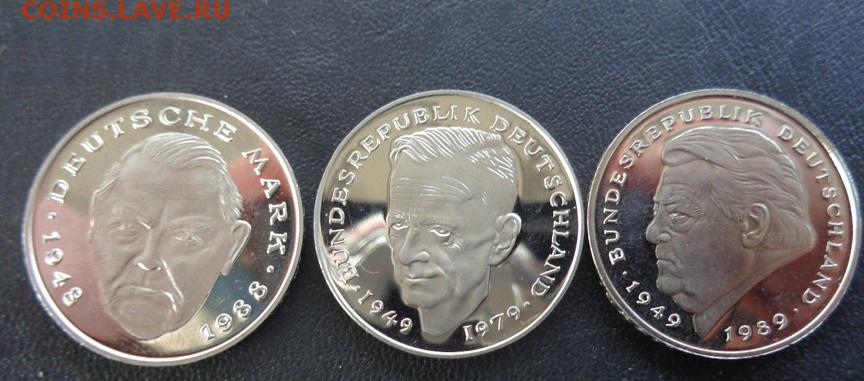 COINS.LAVE.RU
DEUTSCHE MARK · 1948 · 1988 ·
BUNDESREPUBLIK DEUTSCHLAND · 1949 · 1979 ·
BUNDESREPUBLIK DEUTSCHLAND · 1949 · 1989 ·